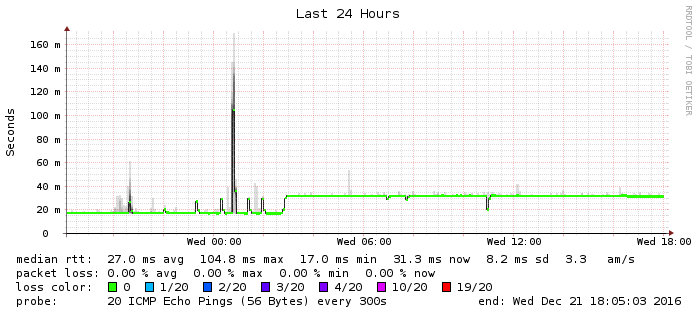 Last 24 Hours
RRDTOOL / TOBI OETIKER
Seconds
160 m
140 m
120 m
100 m
80 m
60 m
40 m
20 m
0
Wed 00:00 Wed 06:00 Wed 12:00 Wed 18:00
median rtt: 27.0 ms avg 104.8 ms max 17.0 ms min 31.3 ms now 8.2 ms sd 3.3 am/s
packet loss: 0.00 % avg 0.00 % max 0.00 % min 0.00 % now
loss color: 0 1/20 2/20 3/20 4/20 10/20 19/20
probe: 20 ICMP Echo Pings (56 Bytes) every 300s end: Wed Dec 21 18:05:03 2016